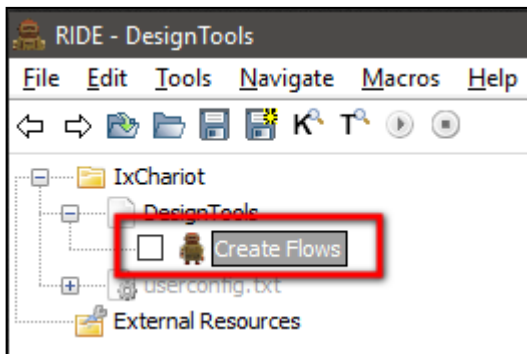 RIDE - DesignTools
File Edit Tools Navigate Macros Help
K T
IxChariot
DesignTools
Create Flows
userconfig.txt
External Resources